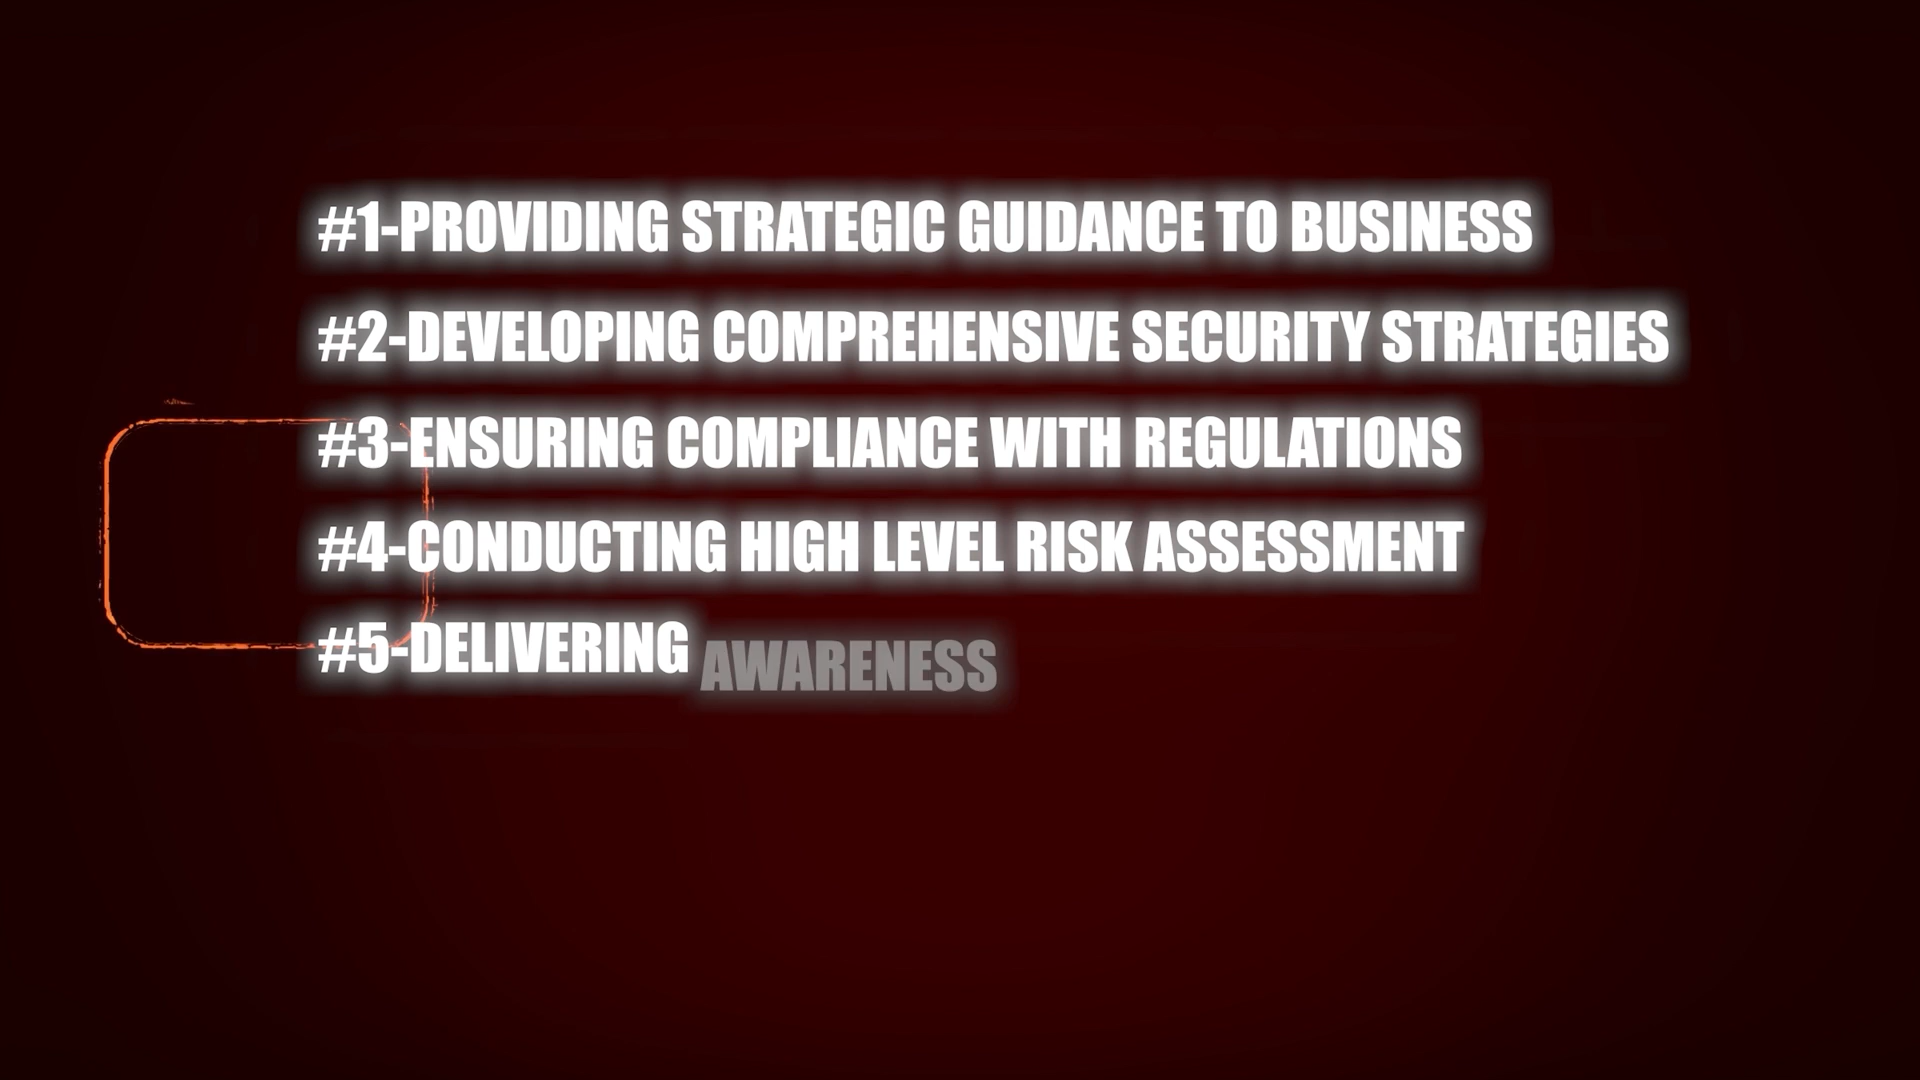 #1-PROVIDING STRATEGIC GUIDANCE TO BUSINESS
#2-DEVELOPING COMPREHENSIVE SECURITY STRATEGIES
#3-ENSURING COMPLIANCE WITH REGULATIONS
#4-CONDUCTING HIGH LEVEL RISK ASSESSMENT
#5-DELIVERING AWARENESS